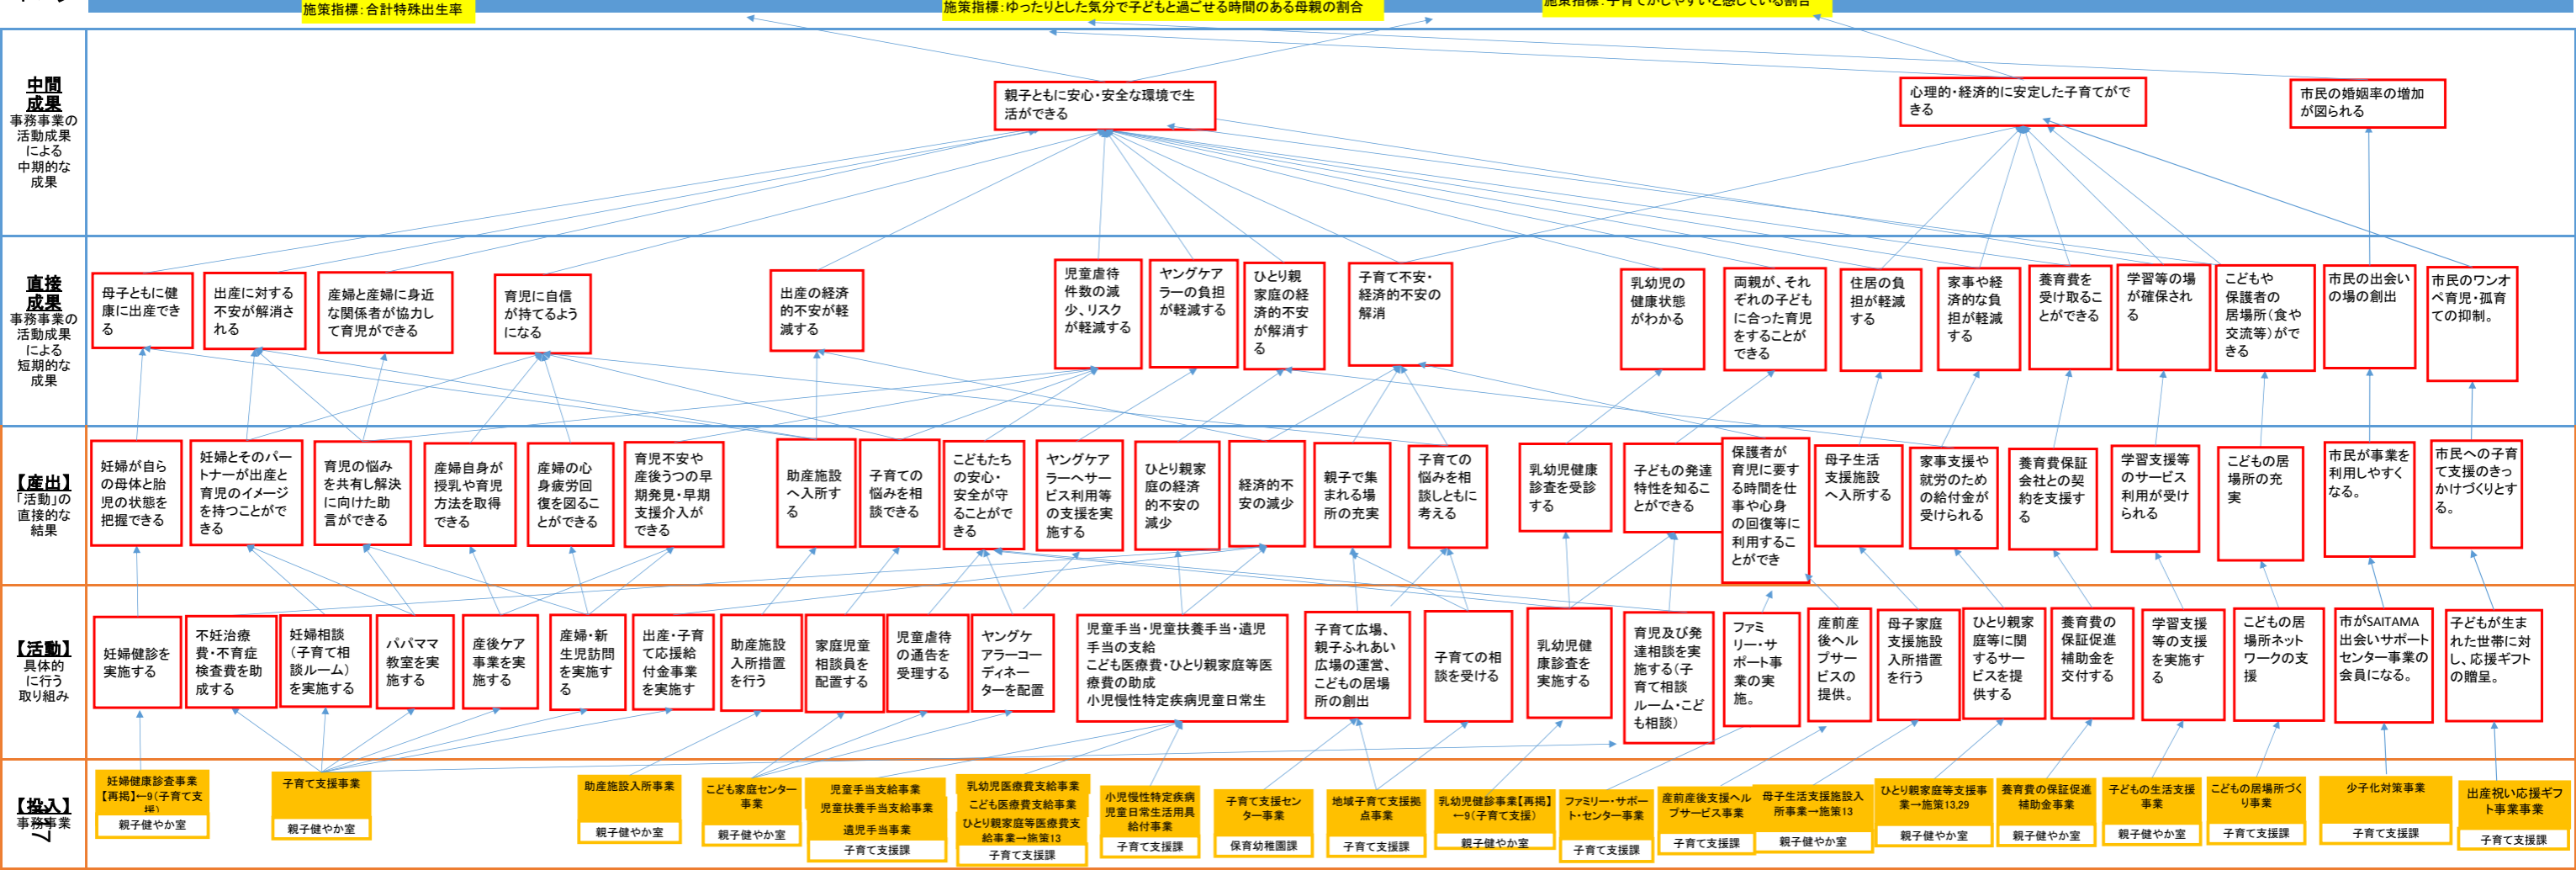 施策指標：合計特殊出生率
施策指標：ゆったりとした気分で子どもと過ごせる時間のある母親の割合
施策指標：子育てがしやすいと感じている割合
中間
成果
事務事業の
活動成果
による
中期的な
成果
親子ともに安心・安全な環境で生
活ができる
心理的・経済的に安定した子育てがで
きる
市民の婚姻率の増加
が図られる
直接
成果
事務事業の
活動成果
による
短期的な
成果
母子ともに健
康に出産でき
る
出産に対する
不安が解消さ
れる
産婦と産婦に身近
な関係者が協力し
て育児ができる
育児に自信
が持てるよう
になる
出産の経済
的不安が軽
減する
児童虐待
件数の減
少、リスク
が軽減する
ヤングケア
ラーの負担
が軽減する
ひとり親
家庭の経
済的不安
が解消す
る
子育て不安・
経済的不安の
解消
乳幼児の
健康状態
がわかる
両親が、それ
ぞれの子ども
に合った育児
をすることが
できる
住居の負
担が軽減
する
家事や経
済的な負
担が軽減
する
養育費を
受け取るこ
とができる
学習等の場
が確保され
る
こどもや
保護者の
居場所（食や
交流等）がで
きる
市民の出会い
の場の創出
市民のワンオ
ペ育児・孤育
ての抑制。
【産出】
「活動」の
直接的な
結果
妊婦が自ら
の母体と胎
児の状態を
把握できる
妊婦とそのパー
トナーが出産と
育児のイメージ
を持つことがで
きる
育児の悩み
を共有し解決
に向けた助
言ができる
産婦自身が
授乳や育児
方法を取得
できる
産婦の心
身疲労回
復を図るこ
とができる
育児不安や
産後うつの早
期発見・早期
支援介入が
できる
助産施設
へ入所す
る
子育ての
悩みを相
談できる
こどもたち
の安心・
安全が守
ることがで
きる
ヤングケア
ラーへサー
ビス利用等
の支援を実
施する
ひとり親家
庭の経済
的不安の
減少
経済的不
安の減少
親子で集
まれる場
所の充実
子育ての
悩みを相
談しともに
考える
乳幼児健康
診査を受診
する
子どもの発達
特性を知るこ
とができる
保護者が
育児に要す
る時間を仕
事や心身
の回復等に
利用するこ
とができ
母子生活
支援施設
へ入所する
家事支援や
就労のため
の給付金が
受けられる
養育費保証
会社との契
約を支援す
る
学習支援等
のサービス
利用が受け
られる
こどもの居
場所の充
実
市民が事業を
利用しやすく
なる。
市民への子育
て支援のきっ
かけづくりとす
る。
【活動】
具体的
に行う
取り組み
妊婦健診を
実施する
不妊治療
費・不育症
検査費を助
成する
妊婦相談
（子育て相
談ルーム）
を実施する
パパママ
教室を実
施する
産後ケア
事業を実
施する
産婦・新
生児訪問
を実施す
る
出産・子育
て応援給
付金事業
を実施す
助産施設
入所措置
を行う
家庭児童
相談員を
配置する
児童虐待
の通告を
受理する
ヤングケ
アラーコー
ディネー
ターを配置
児童手当・児童扶養手当・遺児
手当の支給
こども医療費・ひとり親家庭等医
療費の助成
小児慢性特定疾病児童日常生
子育て広場、
親子ふれあい
広場の運営、
こどもの居場
所の創出
子育ての相
談を受ける
乳幼児健
康診査を
実施する
育児及び発
達相談を実
施する（子
育て相談
ルーム・こど
も相談）
ファミ
リー・サ
ポート事
業の実
施。
産前産
後ヘル
プサー
ビスの
提供。
母子家庭
支援施設
入所措置
を行う
ひとり親家
庭等に関
するサー
ビスを提
供する
養育費の
保証促進
補助金を
交付する
学習支援
等の支援
を実施す
る
こどもの居
場所ネット
ワークの支
援
市がSAITAMA
出会いサポート
センター事業の
会員になる。
子どもが生ま
れた世帯に対
し、応援ギフト
の贈呈。
【投入】
事務事業
17
妊婦健康診査事業
【再掲】←9（子育て支
援）
親子健やか室
子育て支援事業
親子健やか室
助産施設入所事業
親子健やか室
こども家庭センター
事業
親子健やか室
児童手当支給事業
児童扶養手当支給事業
遺児手当事業
子育て支援課
乳幼児医療費支給事業
こども医療費支給事業
ひとり親家庭等医療費支
給事業→施策13
子育て支援課
小児慢性特定疾病
児童日常生活用具
給付事業
子育て支援課
子育て支援セン
ター事業
保育幼稚園課
地域子育て支援拠
点事業
子育て支援課
乳幼児健診事業【再掲】
←9（子育て支援）
親子健やか室
ファミリー・サポー
ト・センター事業
子育て支援課
産前産後支援ヘル
プサービス事業
子育て支援課
母子生活支援施設入
所事業→施策13
親子健やか室
ひとり親家庭等支援事
業→施策13,29
親子健やか室
養育費の保証促進
補助金事業
親子健やか室
子どもの生活支援
事業
親子健やか室
こどもの居場所づく
り事業
子育て支援課
少子化対策事業
子育て支援課
出産祝い応援ギフ
ト事業事業
子育て支援課